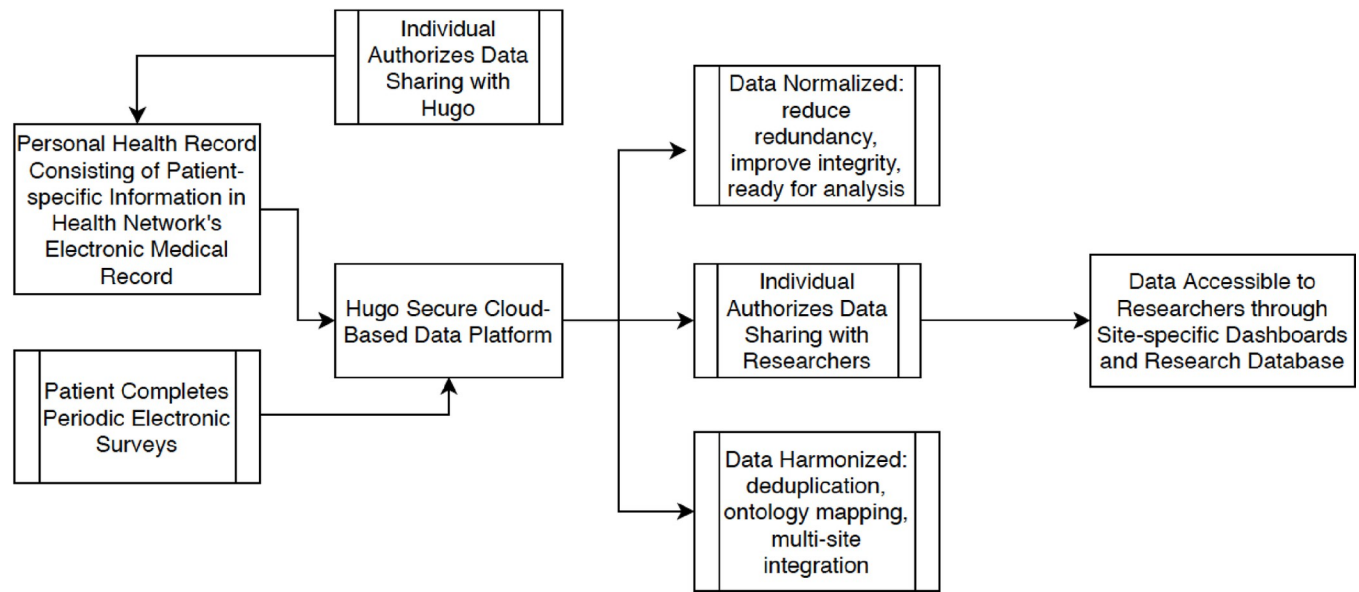 Individual
Authorizes Data
Sharing with
Hugo
Personal Health Record
Consisting of Patient-
specific Information in
Health Network's
Electronic Medical
Record
Patient Completes
Periodic Electronic
Surveys
Hugo Secure Cloud-
Based Data Platform
Data Normalized:
reduce
redundancy,
improve integrity,
ready for analysis
Individual
Authorizes Data
Sharing with
Researchers
Data Harmonized:
deduplication,
ontology mapping,
multi-site
integration
Data Accessible to
Researchers through
Site-specific Dashboards
and Research Database